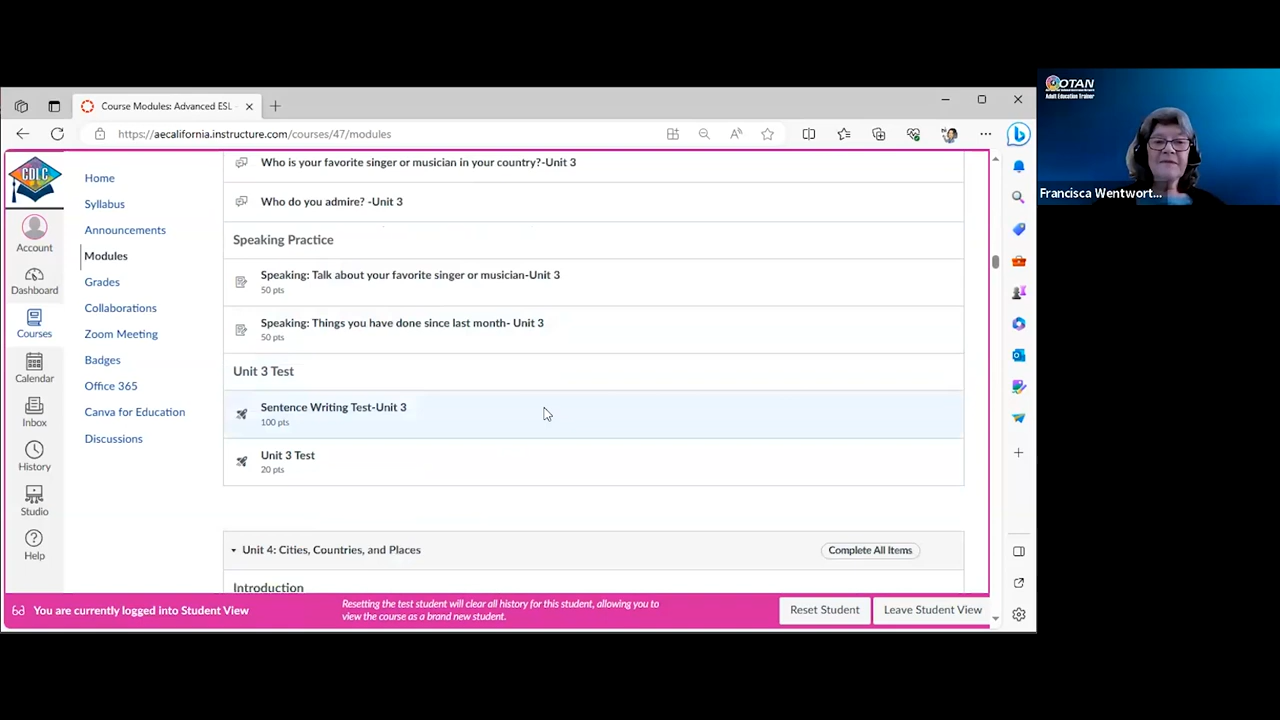 Course Modules: Advanced ESL
https://aecalifornia.instructure.com/courses/47/modules
CDLC
Account
Dashboard
Courses
Calendar
Inbox
History
Studio
Help
Home
Syllabus
Announcements
Modules
Grades
Collaborations
Zoom Meeting
Badges
Office 365
Canva for Education
Discussions
Who is your favorite singer or musician in your country?-Unit 3
Who do you admire? -Unit 3
Speaking Practice
Speaking: Talk about your favorite singer or musician-Unit 3
50 pts
Speaking: Things you have done since last month- Unit 3
50 pts
Unit 3 Test
Sentence Writing Test-Unit 3
100 pts
Unit 3 Test
20 pts
Unit 4: Cities, Countries, and Places
Complete All Items
Introduction
You are currently logged into Student View
Resetting the test student will clear all history for this student, allowing you to
view the course as a brand new student.
Reset Student
Leave Student View
OTAN
Adult Education Trainer
Francisca Wentwort...